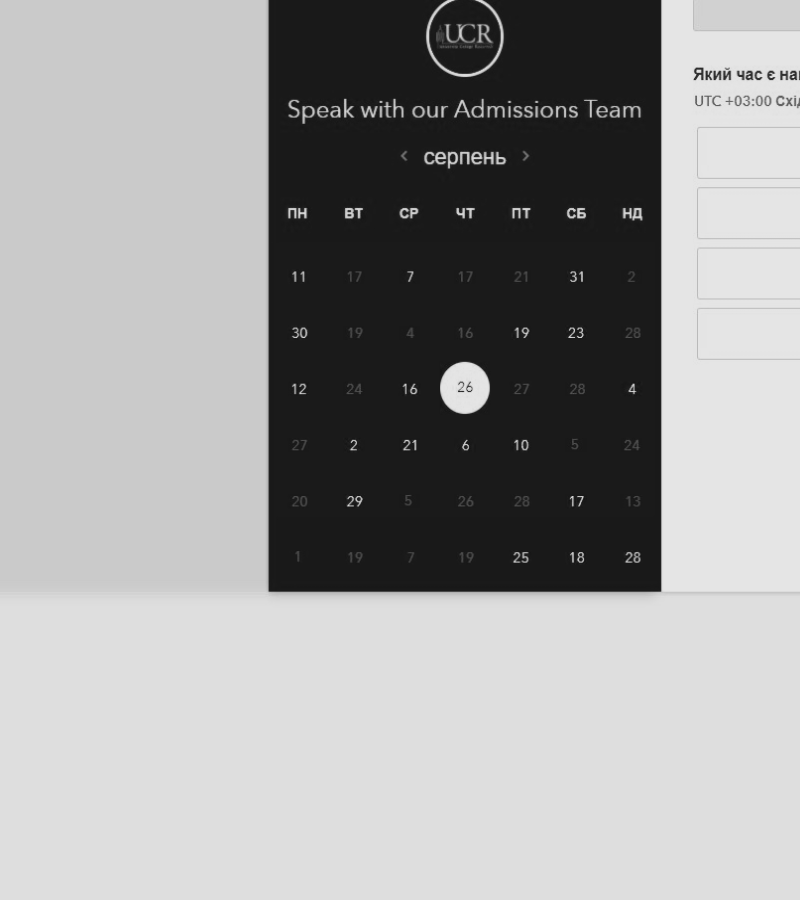 UCR
Speak with our Admissions Team
серпень
ПН ВТ СР ЧТ ПТ СБ НД
11 17 7 17 21 31 2
30 19 4 16 19 23 28
12 24 16 26 27 28 4
27 2 21 6 10 5 24
20 29 5 26 28 17 13
1 19 7 19 25 18 28
Який час є на
UTC +03:00 Схі